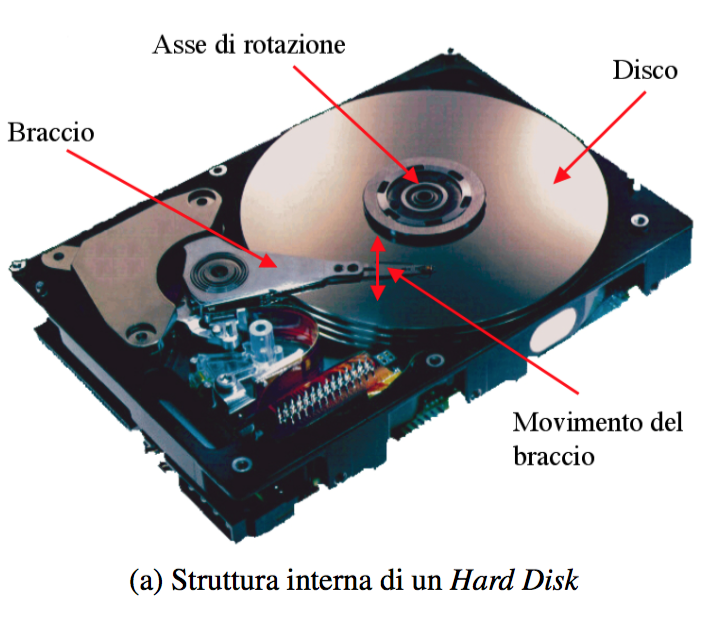 Asse di rotazione
Disco
Braccio
Movimento del
braccio
(a) Struttura interna di un Hard Disk